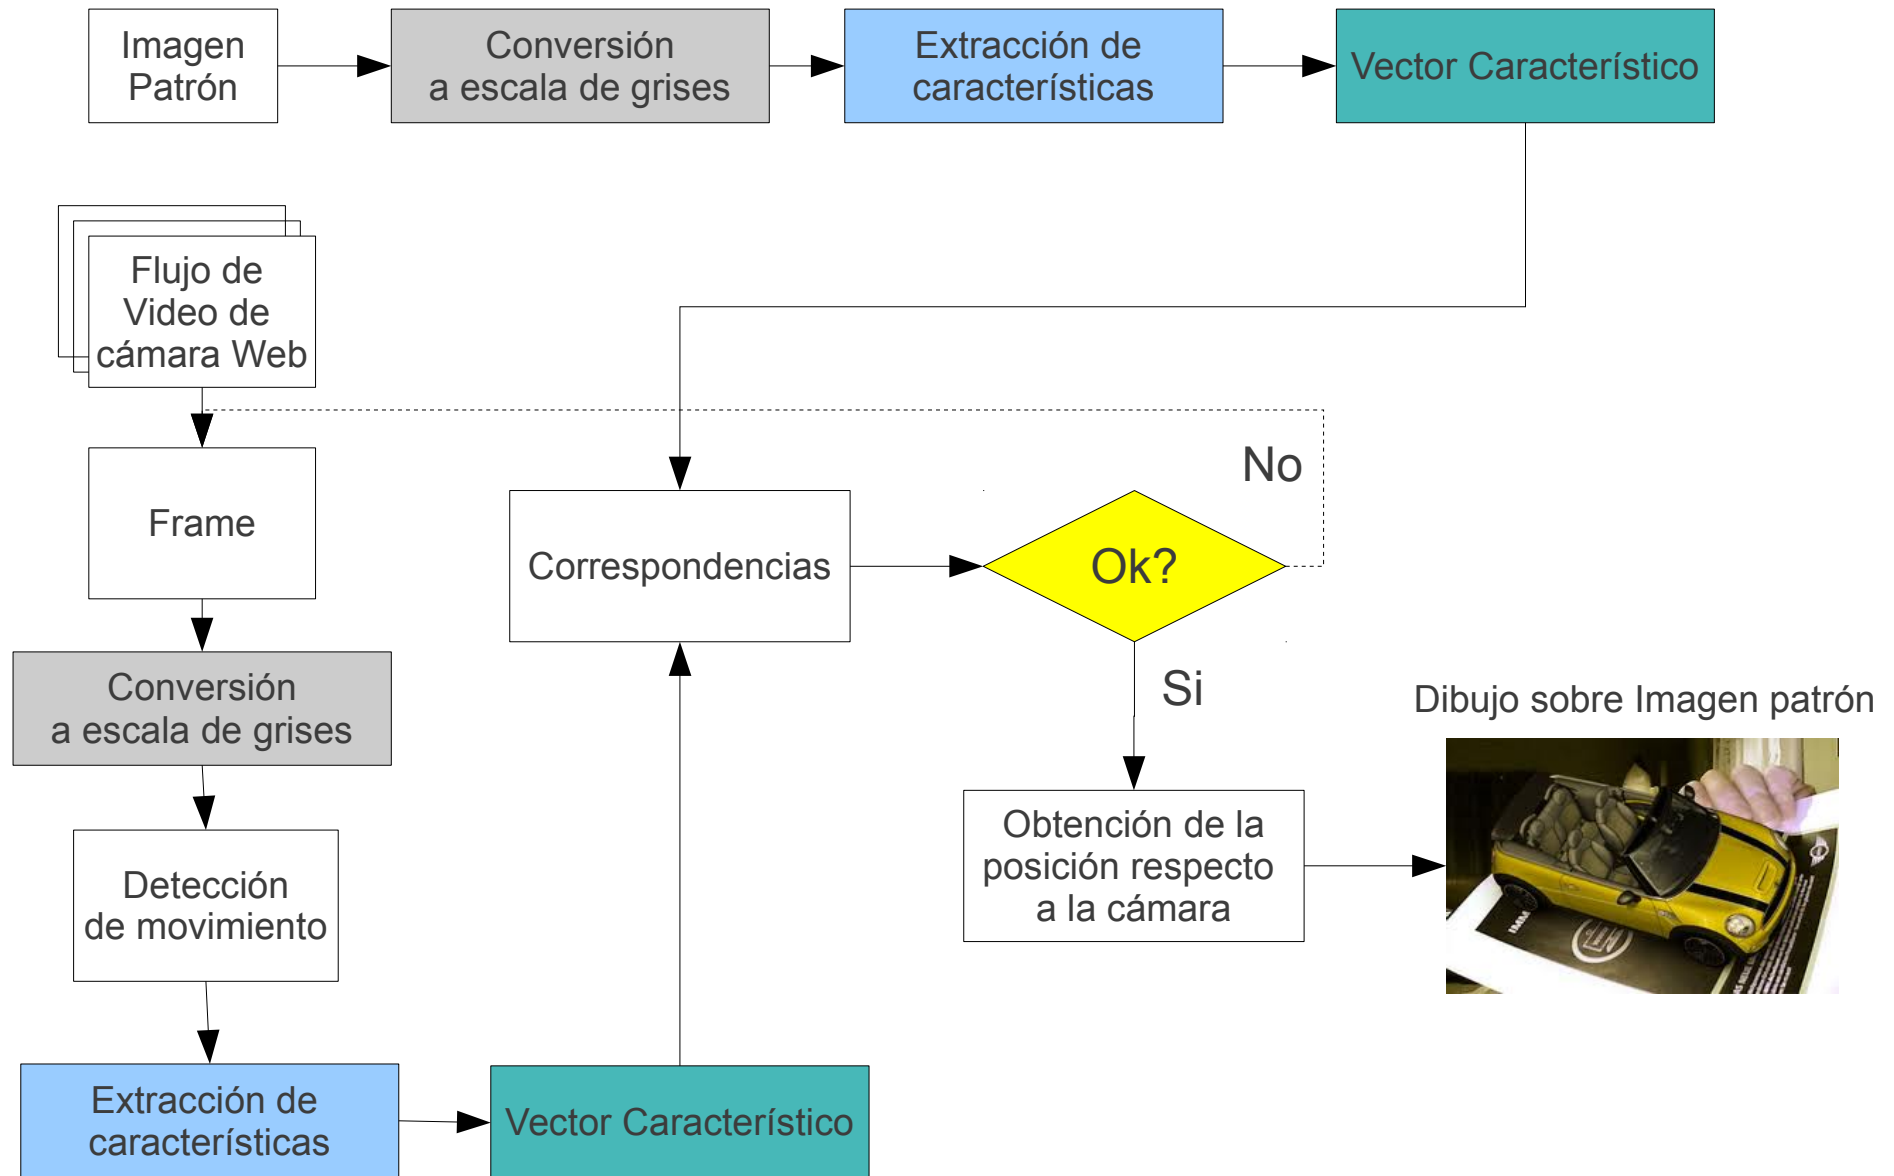 Imagen
Patrón
Conversión
a escala de grises
Extracción de
características
Vector Característico
Flujo de
Video de
cámara Web
Frame
Conversión
a escala de grises
Detección
de movimiento
Extracción de
características
Vector Característico
Correspondencias
Ok?
No
Si
Obtención de la
posición respecto
a la cámara
Dibujo sobre Imagen patrón